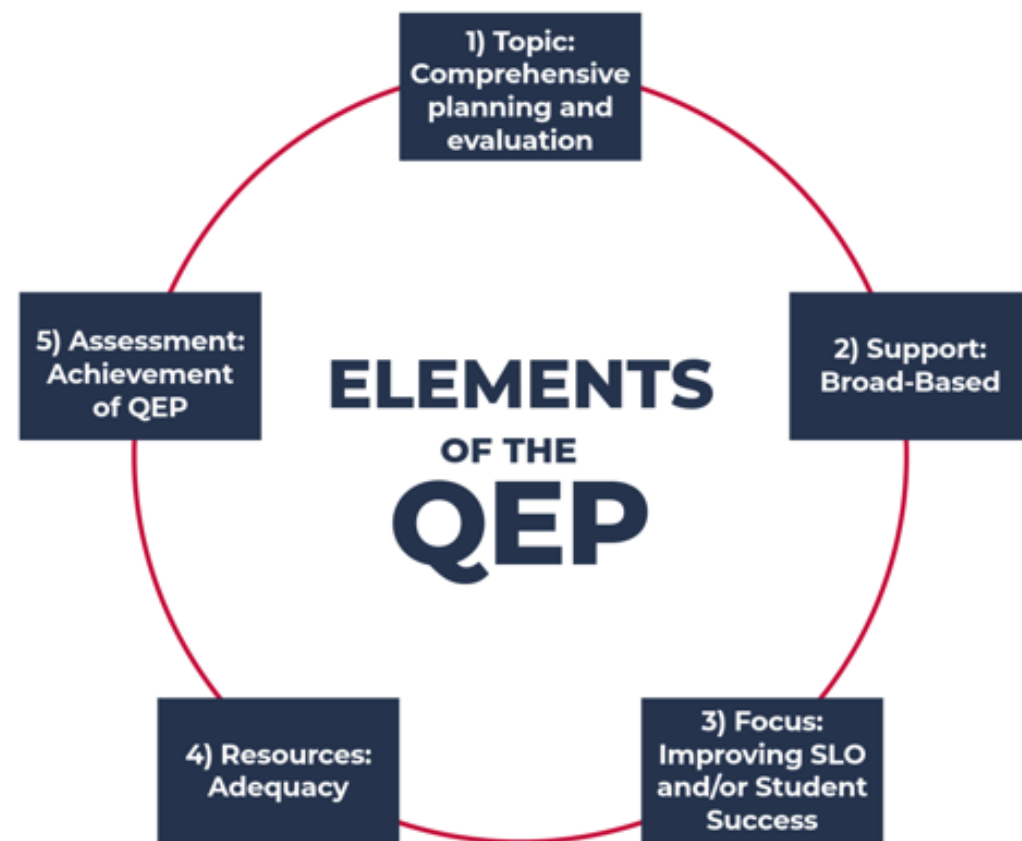 1) Topic:
Comprehensive
planning and
evaluation
2) Support:
Broad-Based
3) Focus:
Improving SLO
and/or Student
Success
4) Resources:
Adequacy
5) Assessment:
Achievement
of QEP
ELEMENTS
OF THE
QEP